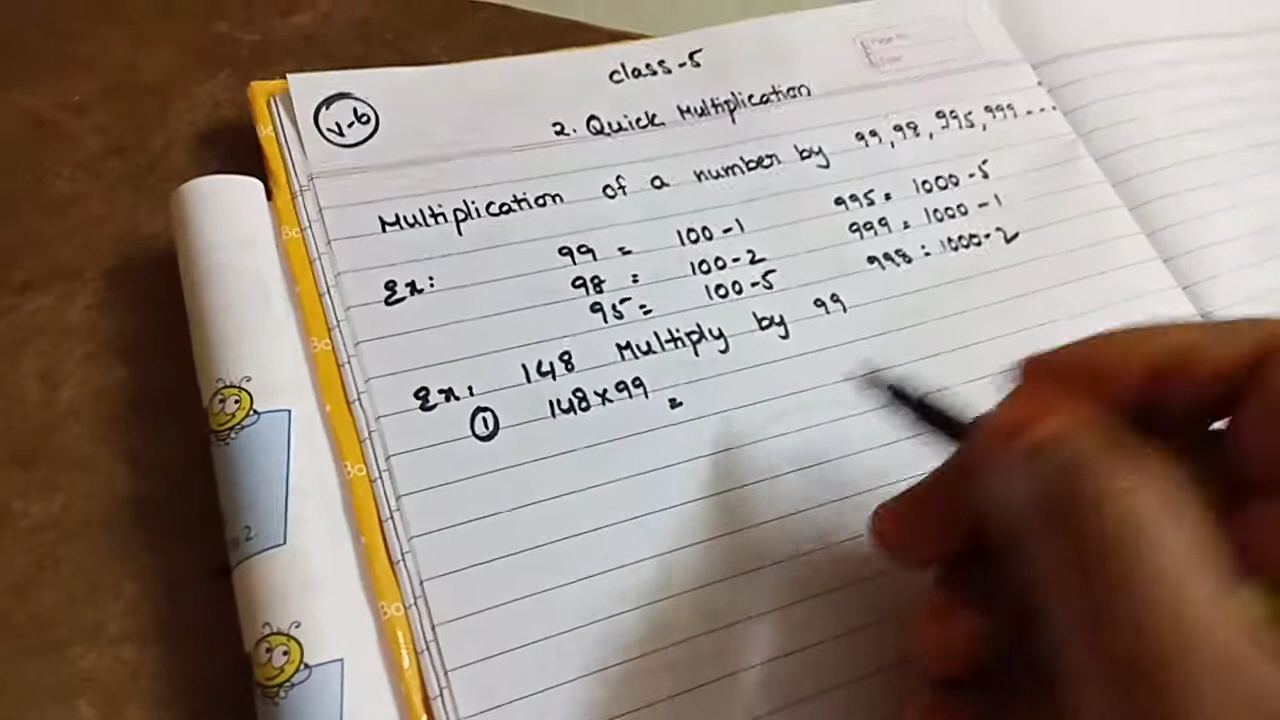 class-5
V-6
2. Quick Multiplication
Multiplication of a number by 99, 98, 995, 999....
Ex: 99 = 100-1 995 = 1000-5
98 = 100-2 999 = 1000-1
95 = 100-5 998 = 1000-2
Ex: 148 Multiply by 99
① 148×99 =